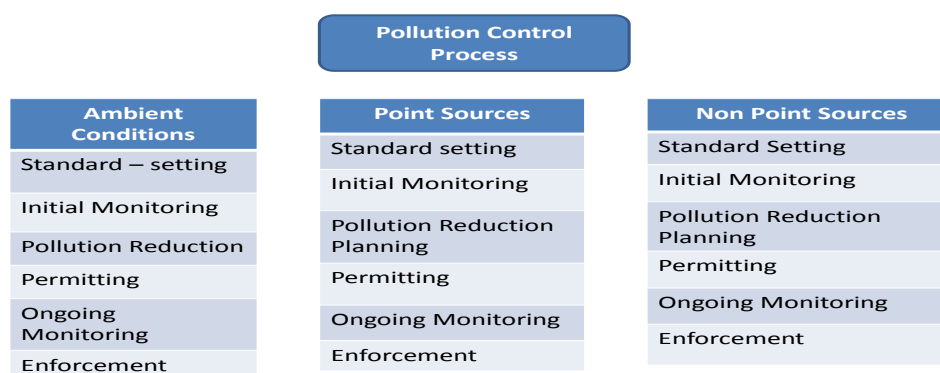 Pollution Control
Process
Ambient
Conditions
Standard – setting
Initial Monitoring
Pollution Reduction
Permitting
Ongoing
Monitoring
Enforcement
Point Sources
Standard setting
Initial Monitoring
Pollution Reduction
Planning
Permitting
Ongoing Monitoring
Enforcement
Non Point Sources
Standard Setting
Initial Monitoring
Pollution Reduction
Planning
Permitting
Ongoing Monitoring
Enforcement